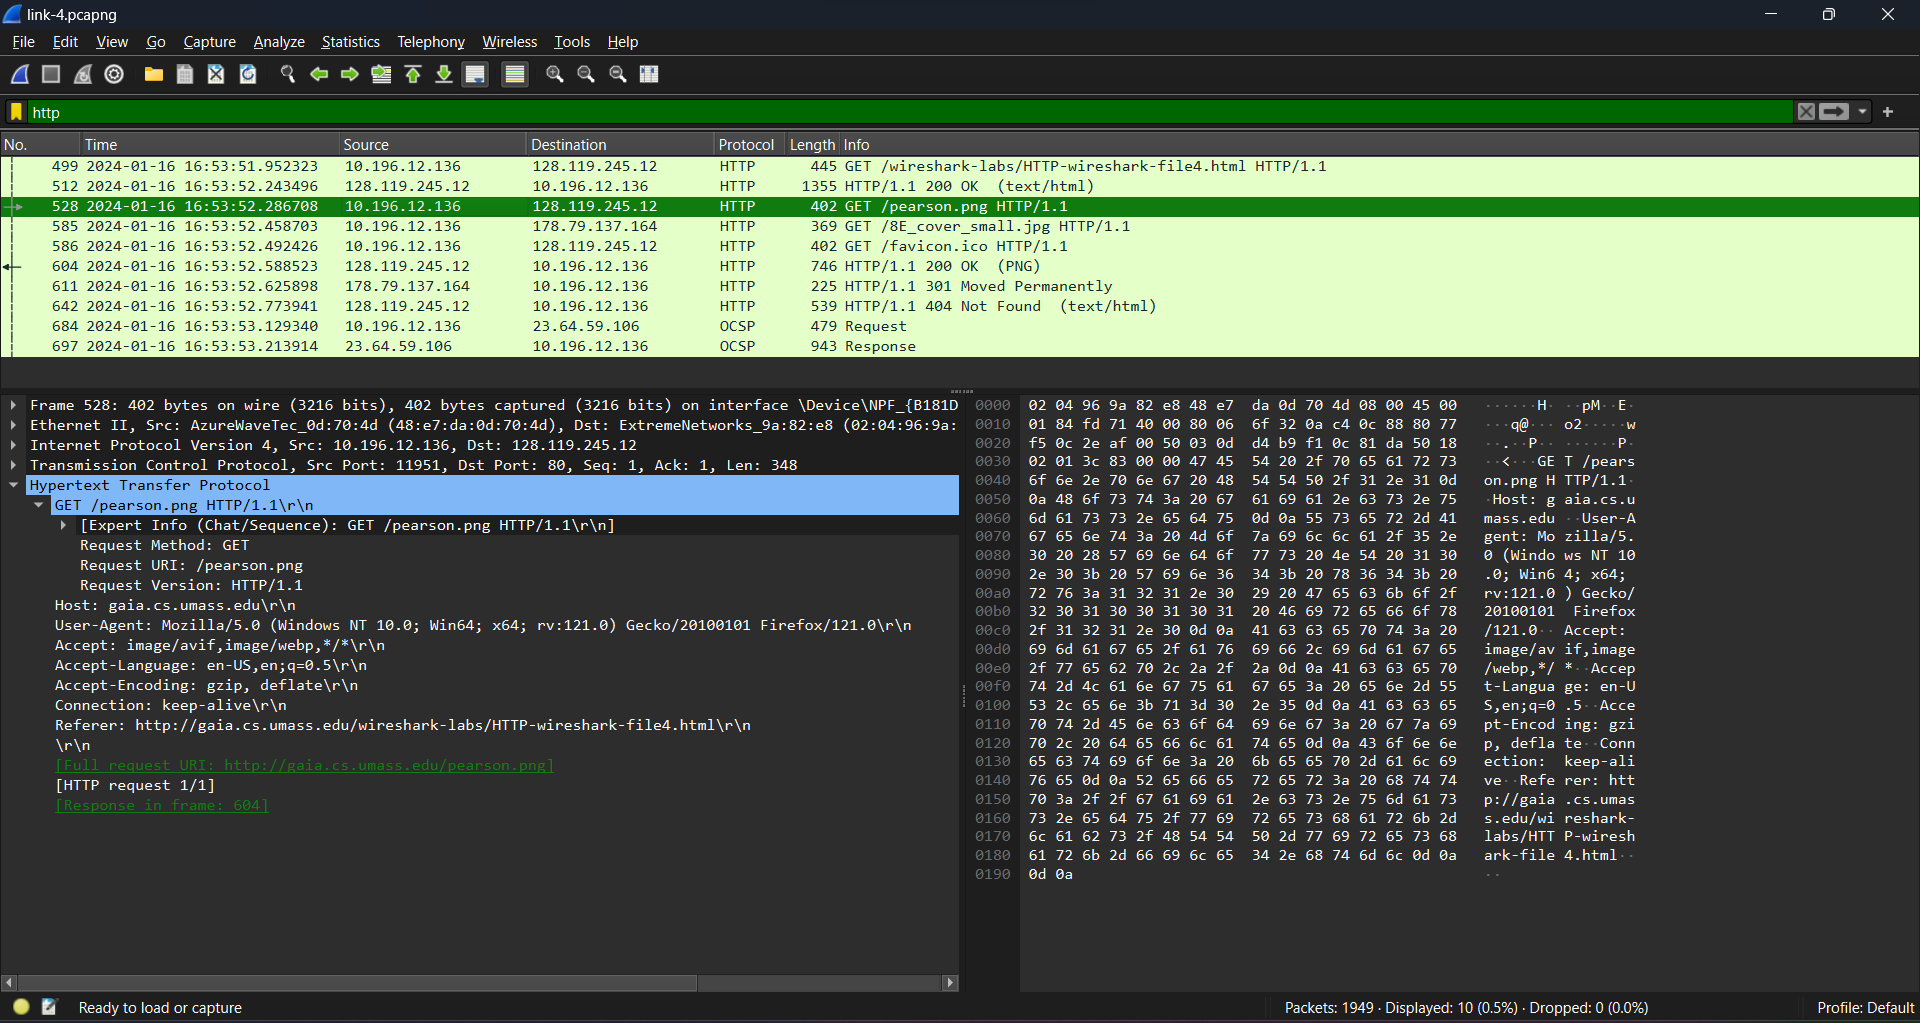 link-4.pcapng
File Edit View Go Capture Analyze Statistics Telephony Wireless Tools Help
http
No. Time Source Destination Protocol Length Info
499 2024-01-16 16:53:51.952323 10.196.12.136 128.119.245.12 HTTP 445 GET /wireshark-labs/HTTP-wireshark-file4.html HTTP/1.1
512 2024-01-16 16:53:52.243496 128.119.245.12 10.196.12.136 HTTP 1355 HTTP/1.1 200 OK (text/html)
528 2024-01-16 16:53:52.286708 10.196.12.136 128.119.245.12 HTTP 402 GET /pearson.png HTTP/1.1
585 2024-01-16 16:53:52.458703 10.196.12.136 178.79.137.164 HTTP 369 GET /8E_cover_small.jpg HTTP/1.1
586 2024-01-16 16:53:52.492426 10.196.12.136 128.119.245.12 HTTP 402 GET /favicon.ico HTTP/1.1
604 2024-01-16 16:53:52.588523 128.119.245.12 10.196.12.136 HTTP 746 HTTP/1.1 200 OK (PNG)
611 2024-01-16 16:53:52.625898 178.79.137.164 10.196.12.136 HTTP 225 HTTP/1.1 301 Moved Permanently
642 2024-01-16 16:53:52.773941 128.119.245.12 10.196.12.136 HTTP 539 HTTP/1.1 404 Not Found (text/html)
684 2024-01-16 16:53:53.129340 10.196.12.136 23.64.59.106 OCSP 479 Request
697 2024-01-16 16:53:53.213914 23.64.59.106 10.196.12.136 OCSP 943 Response
Frame 528: 402 bytes on wire (3216 bits), 402 bytes captured (3216 bits) on interface \Device\NPF_{B181D
Ethernet II, Src: AzureWaveTec_0d:70:4d (48:e7:da:0d:70:4d), Dst: ExtremeNetworks_9a:82:e8 (02:04:96:9a:
Internet Protocol Version 4, Src: 10.196.12.136, Dst: 128.119.245.12
Transmission Control Protocol, Src Port: 11951, Dst Port: 80, Seq: 1, Ack: 1, Len: 348
Hypertext Transfer Protocol
GET /pearson.png HTTP/1.1\r\n
[Expert Info (Chat/Sequence): GET /pearson.png HTTP/1.1\r\n]
Request Method: GET
Request URI: /pearson.png
Request Version: HTTP/1.1
Host: gaia.cs.umass.edu\r\n
User-Agent: Mozilla/5.0 (Windows NT 10.0; Win64; x64; rv:121.0) Gecko/20100101 Firefox/121.0\r\n
Accept: image/avif,image/webp,*/*\r\n
Accept-Language: en-US,en;q=0.5\r\n
Accept-Encoding: gzip, deflate\r\n
Connection: keep-alive\r\n
Referer: http://gaia.cs.umass.edu/wireshark-labs/HTTP-wireshark-file4.html\r\n
\r\n
[Full request URI: http://gaia.cs.umass.edu/pearson.png]
[HTTP request 1/1]
[Response in frame: 604]
0000 02 04 96 9a 82 e8 48 e7 da 0d 70 4d 08 00 45 00 ······H· ··pM··E·
0010 01 84 fd 71 40 00 80 06 6f 32 0a c4 0c 88 80 77 ···q@··· o2·····w
0020 f5 0c 2e af 00 50 03 0d d4 b9 f1 0c 81 da 50 18 ··.··P·· ······P·
0030 02 01 3c 83 00 00 47 45 54 20 2f 70 65 61 72 73 ··<···GE T /pears
0040 6f 6e 2e 70 6e 67 20 48 54 54 50 2f 31 2e 31 0d on.png H TTP/1.1·
0050 0a 48 6f 73 74 3a 20 67 61 69 61 2e 63 73 2e 75 ·Host: g aia.cs.u
0060 6d 61 73 73 2e 65 64 75 0d 0a 55 73 65 72 2d 41 mass.edu ··User-A
0070 67 65 6e 74 3a 20 4d 6f 7a 69 6c 6c 61 2f 35 2e gent: Mo zilla/5.
0080 30 20 28 57 69 6e 64 6f 77 73 20 4e 54 20 31 30 0 (Windo ws NT 10
0090 2e 30 3b 20 57 69 6e 36 34 3b 20 78 36 34 3b 20 .0; Win6 4; x64;
00a0 72 76 3a 31 32 31 2e 30 29 20 47 65 63 6b 6f 2f rv:121.0 ) Gecko/
00b0 32 30 31 30 30 31 30 31 20 46 69 72 65 66 6f 78 20100101 Firefox
00c0 2f 31 32 31 2e 30 0d 0a 41 63 63 65 70 74 3a 20 /121.0·· Accept:
00d0 69 6d 61 67 65 2f 61 76 69 66 2c 69 6d 61 67 65 image/av if,image
00e0 2f 77 65 62 70 2c 2a 2f 2a 0d 0a 41 63 63 65 70 /webp,*/ *··Accep
00f0 74 2d 4c 61 6e 67 75 61 67 65 3a 20 65 6e 2d 55 t-Langua ge: en-U
0100 53 2c 65 6e 3b 71 3d 30 2e 35 0d 0a 41 63 63 65 S,en;q=0 .5··Acce
0110 70 74 2d 45 6e 63 6f 64 69 6e 67 3a 20 67 7a 69 pt-Encod ing: gzi
0120 70 2c 20 64 65 66 6c 61 74 65 0d 0a 43 6f 6e 6e p, defla te··Conn
0130 65 63 74 69 6f 6e 3a 20 6b 65 65 70 2d 61 6c 69 ection: keep-ali
0140 76 65 0d 0a 52 65 66 65 72 65 72 3a 20 68 74 74 ve··Refe rer: htt
0150 70 3a 2f 2f 67 61 69 61 2e 63 73 2e 75 6d 61 73 p://gaia .cs.umas
0160 73 2e 65 64 75 2f 77 69 72 65 73 68 61 72 6b 2d s.edu/wi reshark-
0170 6c 61 62 73 2f 48 54 54 50 2d 77 69 72 65 73 68 labs/HTT P-wiresh
0180 61 72 6b 2d 66 69 6c 65 34 2e 68 74 6d 6c 0d 0a ark-file 4.html··
0190 0d 0a ··
Ready to load or capture
Packets: 1949 · Displayed: 10 (0.5%) · Dropped: 0 (0.0%)
Profile: Default